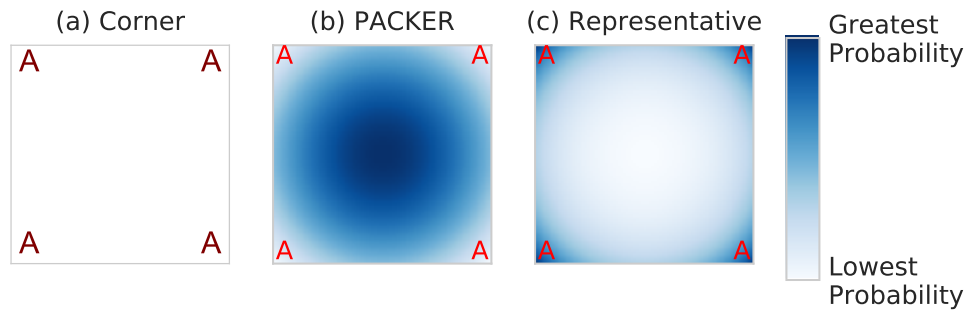 (a) Corner
(b) PACKER
(c) Representative
Greatest
Probability
A A
A A
A A
A A
A A
A A
Lowest
Probability